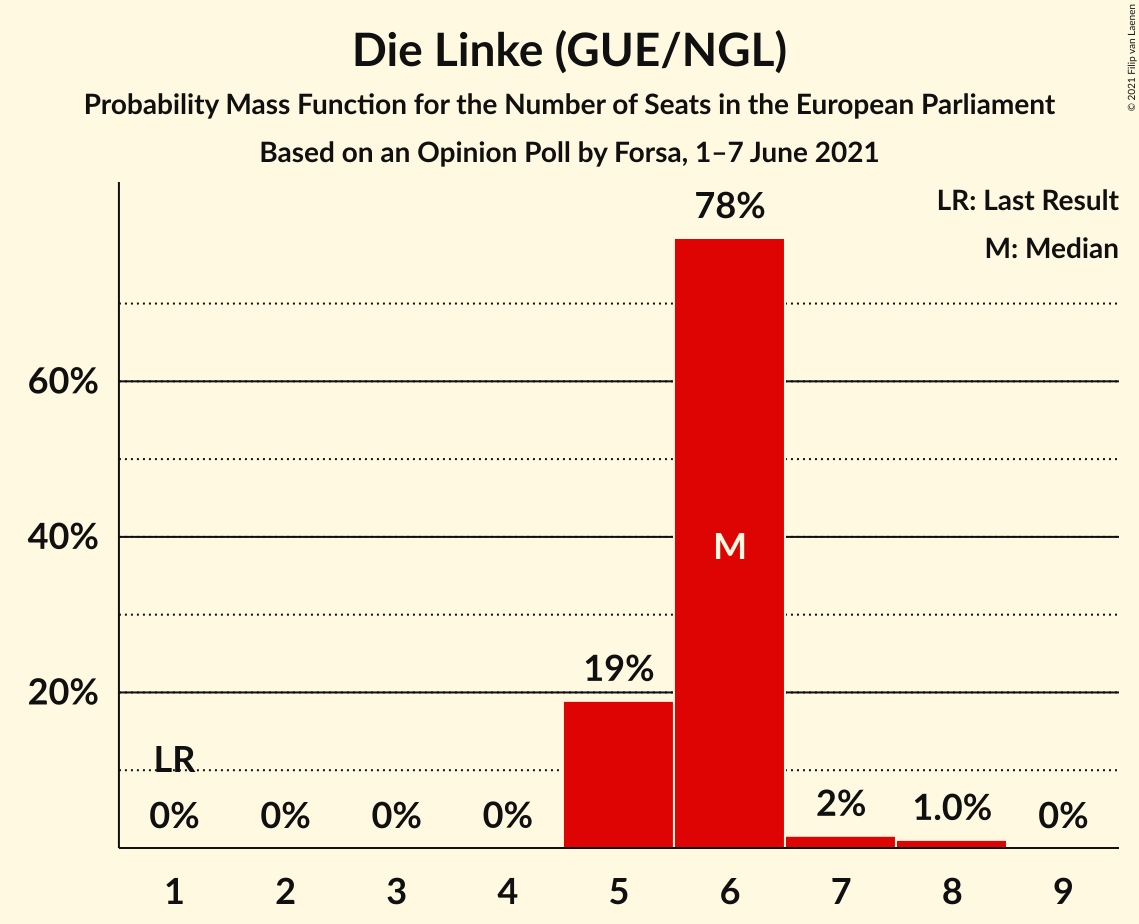 Die Linke (GUE/NGL)
Probability Mass Function for the Number of Seats in the European Parliament
Based on an Opinion Poll by Forsa, 1–7 June 2021
© 2021 Filip van Laenen
LR: Last Result
M: Median
78%
60%
40%
M
19%
20%
LR
0%
0%
0%
0%
2%
1.0%
0%
1
2
3
4
5
6
7
8
9